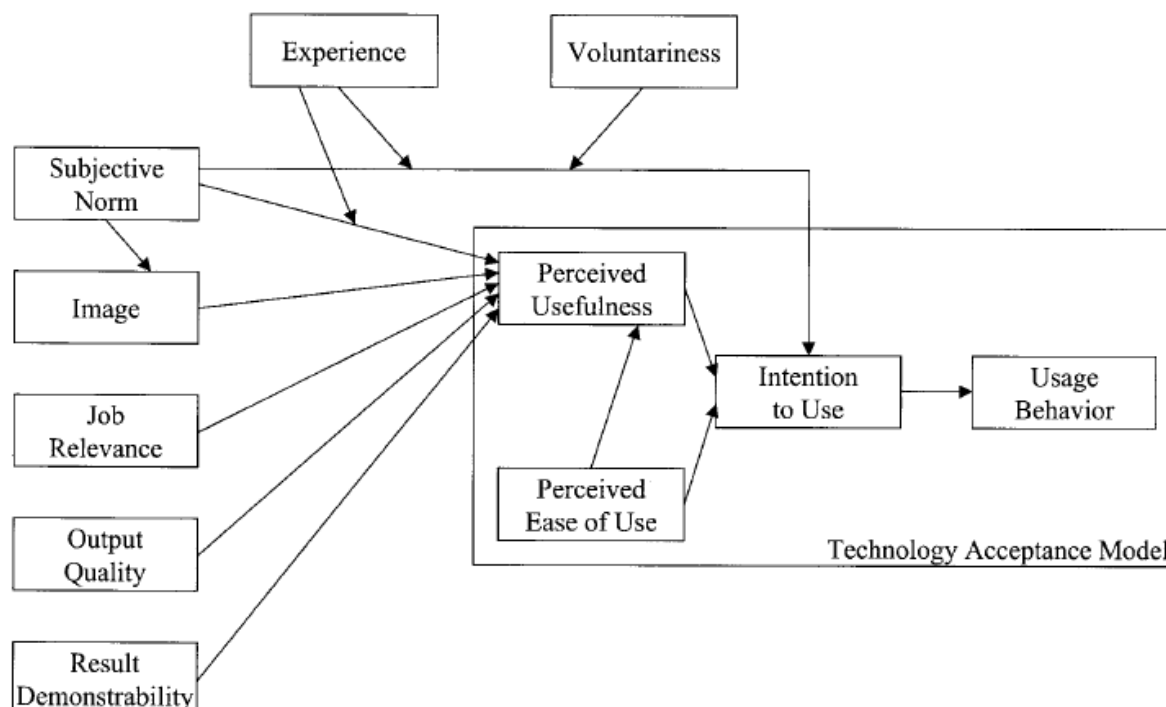 Experience
Voluntariness
Subjective
Norm
Image
Job
Relevance
Output
Quality
Result
Demonstrability
Perceived
Usefulness
Perceived
Ease of Use
Intention
to Use
Usage
Behavior
Technology Acceptance Model